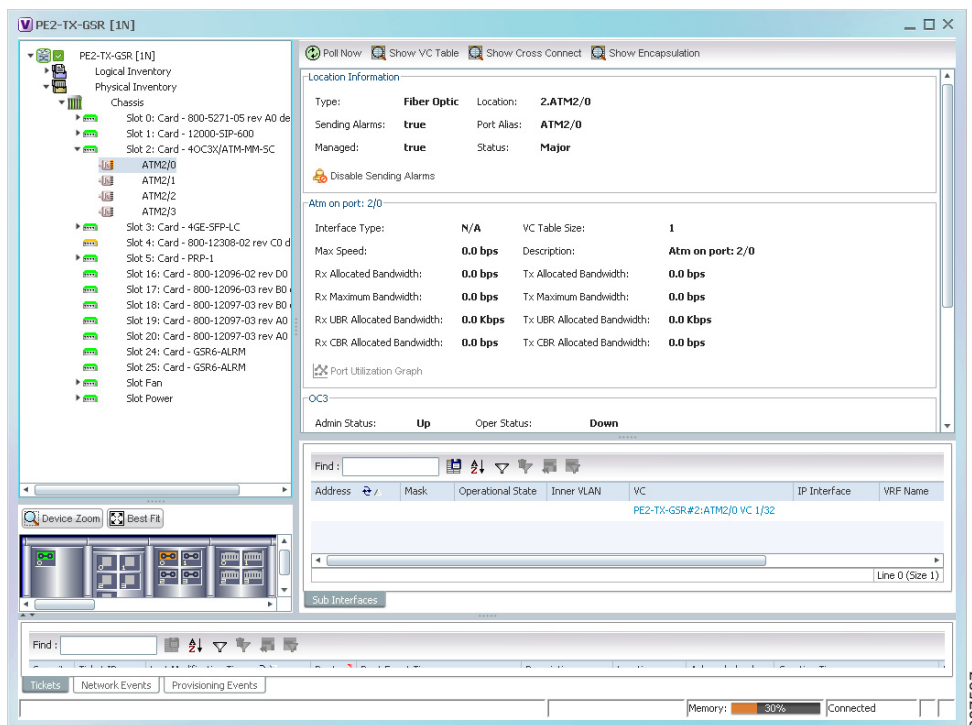 PE2-TX-GSR [1N]
PE2-TX-GSR [1N]
Logical Inventory
Physical Inventory
Chassis
Slot 0: Card - 800-5271-05 rev A0 de
Slot 1: Card - 12000-SIP-600
Slot 2: Card - 4OC3X/ATM-MM-SC
ATM2/0
ATM2/1
ATM2/2
ATM2/3
Slot 3: Card - 4GE-SFP-LC
Slot 4: Card - 800-12308-02 rev C0 d
Slot 5: Card - PRP-1
Slot 16: Card - 800-12096-02 rev D0
Slot 17: Card - 800-12096-03 rev B0
Slot 18: Card - 800-12097-03 rev B0
Slot 19: Card - 800-12097-03 rev A0
Slot 20: Card - 800-12097-03 rev A0
Slot 24: Card - GSR6-ALRM
Slot 25: Card - GSR6-ALRM
Slot Fan
Slot Power
Device Zoom Best Fit
Poll Now Show VC Table Show Cross Connect Show Encapsulation
Location Information
Type: Fiber Optic Location: 2.ATM2/0
Sending Alarms: true Port Alias: ATM2/0
Managed: true Status: Major
Disable Sending Alarms
Atm on port: 2/0
Interface Type: N/A VC Table Size: 1
Max Speed: 0.0 bps Description: Atm on port: 2/0
Rx Allocated Bandwidth: 0.0 bps Tx Allocated Bandwidth: 0.0 bps
Rx Maximum Bandwidth: 0.0 bps Tx Maximum Bandwidth: 0.0 bps
Rx UBR Allocated Bandwidth: 0.0 Kbps Tx UBR Allocated Bandwidth: 0.0 Kbps
Rx CBR Allocated Bandwidth: 0.0 bps Tx CBR Allocated Bandwidth: 0.0 bps
Port Utilization Graph
OC3
Admin Status: Up Oper Status: Down
Find :
Address Mask Operational State Inner VLAN VC IP Interface VRF Name
PE2-TX-GSR#2:ATM2/0 VC 1/32
Line 0 (Size 1)
Sub Interfaces
Find :
Tickets Network Events Provisioning Events
Memory: 30% Connected